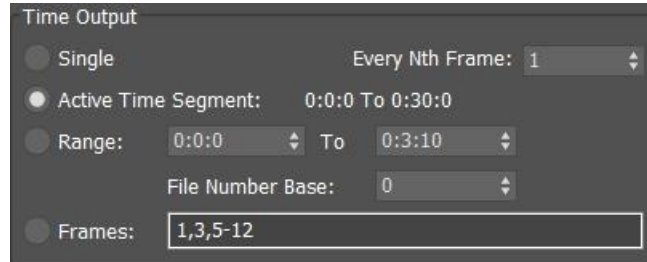 Time Output
Single Every Nth Frame: 1
Active Time Segment: 0:0:0 To 0:30:0
Range: 0:0:0 To 0:3:10
File Number Base: 0
Frames: 1,3,5-12